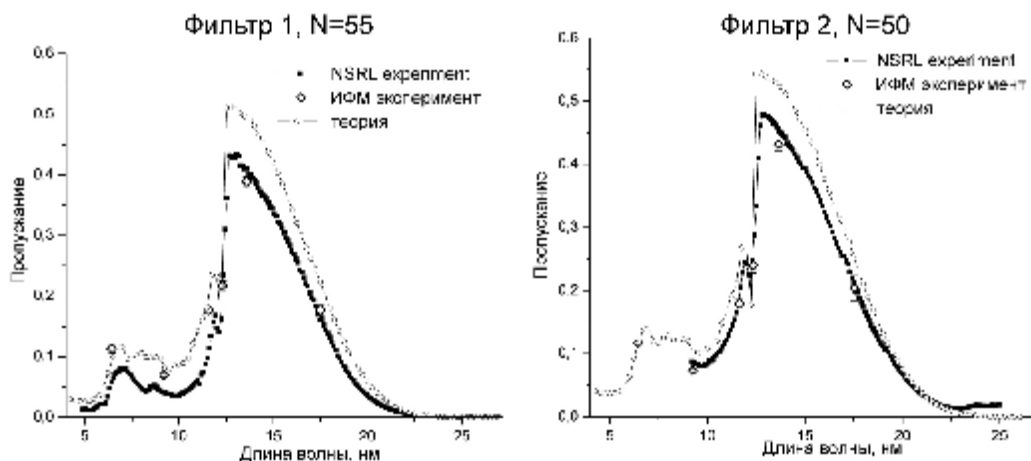 Фильтр 1, N=55
0,6
NSRL experiment
ИФМ эксперимент
теория
0,5
0,4
0,3
0,2
0,1
0,0
Пропускание
5 10 15 20 25
Длина волны, нм
Фильтр 2, N=50
0,6
NSRL experiment
ИФМ эксперимент
теория
0,5
0,4
0,3
0,2
0,1
0,0
Пропускание
5 10 15 20 25
Длина волны, нм